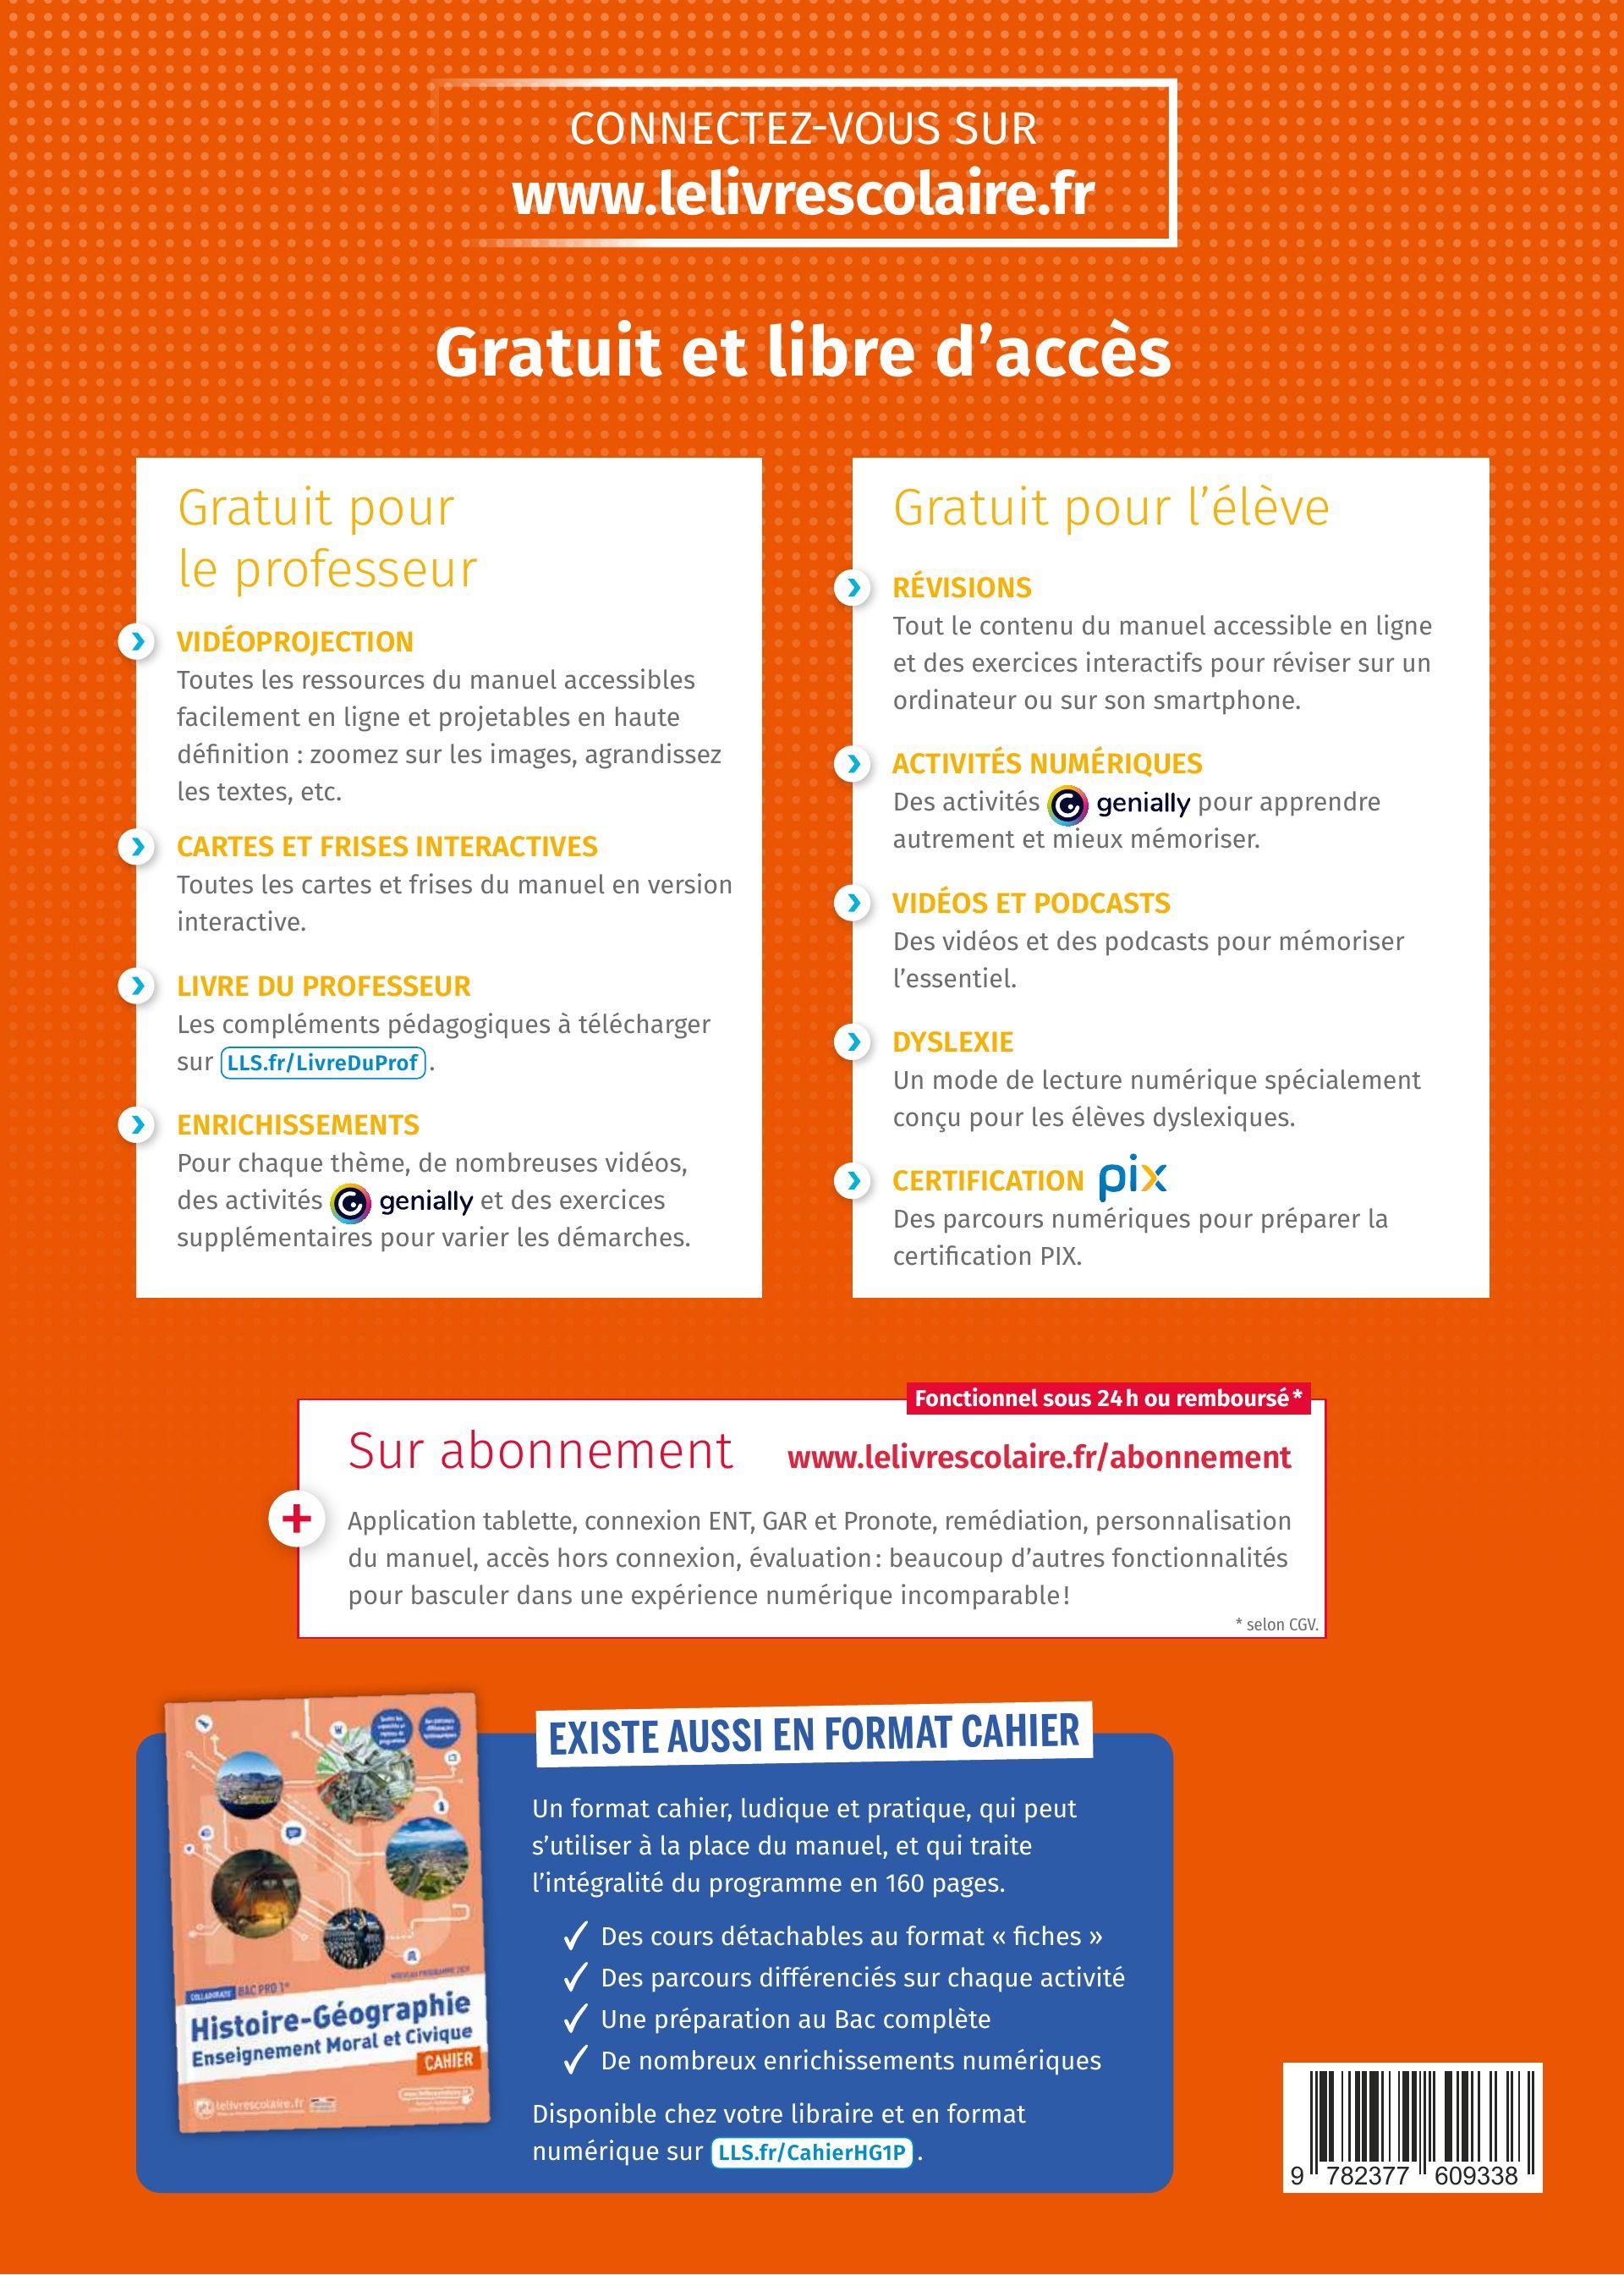 CONNECTEZ-VOUS SUR
www.lelivrescolaire.fr
Gratuit et libre d’accès
Gratuit pour
le professeur
VIDÉOPROJECTION
Toutes les ressources du manuel accessibles
facilement en ligne et projetables en haute
définition : zoomez sur les images, agrandissez
les textes, etc.
CARTES ET FRISES INTERACTIVES
Toutes les cartes et frises du manuel en version
interactive.
LIVRE DU PROFESSEUR
Les compléments pédagogiques à télécharger
sur LLS.fr/LivreDuProf .
ENRICHISSEMENTS
Pour chaque thème, de nombreuses vidéos,
des activités genially et des exercices
supplémentaires pour varier les démarches.
Gratuit pour l’élève
RÉVISIONS
Tout le contenu du manuel accessible en ligne
et des exercices interactifs pour réviser sur un
ordinateur ou sur son smartphone.
ACTIVITÉS NUMÉRIQUES
Des activités genially pour apprendre
autrement et mieux mémoriser.
VIDÉOS ET PODCASTS
Des vidéos et des podcasts pour mémoriser
l’essentiel.
DYSLEXIE
Un mode de lecture numérique spécialement
conçu pour les élèves dyslexiques.
CERTIFICATION pix
Des parcours numériques pour préparer la
certification PIX.
Fonctionnel sous 24 h ou remboursé *
Sur abonnement www.lelivrescolaire.fr/abonnement
Application tablette, connexion ENT, GAR et Pronote, remédiation, personnalisation
du manuel, accès hors connexion, évaluation : beaucoup d’autres fonctionnalités
pour basculer dans une expérience numérique incomparable !
* selon CGV.
EXISTE AUSSI EN FORMAT CAHIER
Un format cahier, ludique et pratique, qui peut
s’utiliser à la place du manuel, et qui traite
l’intégralité du programme en 160 pages.
✓ Des cours détachables au format « fiches »
✓ Des parcours différenciés sur chaque activité
✓ Une préparation au Bac complète
✓ De nombreux enrichissements numériques
Disponible chez votre libraire et en format
numérique sur LLS.fr/CahierHG1P .
COLLABORATE BAC PRO 1re
Histoire-Géographie
Enseignement Moral et Civique
CAHIER
lelivrescolaire.fr
9 782377 609338